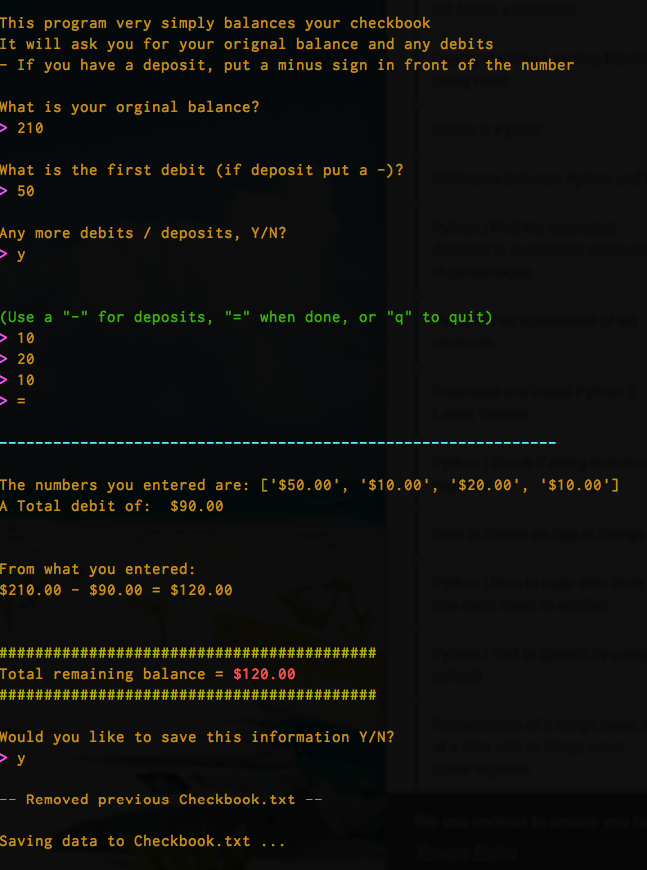 This program very simply balances your checkbook
It will ask you for your orignal balance and any debits
- If you have a deposit, put a minus sign in front of the number
What is your orginal balance?
> 210
What is the first debit (if deposit put a -)?
> 50
Any more debits / deposits, Y/N?
> y
(Use a "-" for deposits, "=" when done, or "q" to quit)
> 10
> 20
> 10
> =
--------------------------------------------------------------
The numbers you entered are: ['$50.00', '$10.00', '$20.00', '$10.00']
A Total debit of:  $90.00
From what you entered:
$210.00 - $90.00 = $120.00
##########################################
Total remaining balance = $120.00
##########################################
Would you like to save this information Y/N?
> y
-- Removed previous Checkbook.txt --
Saving data to Checkbook.txt ...